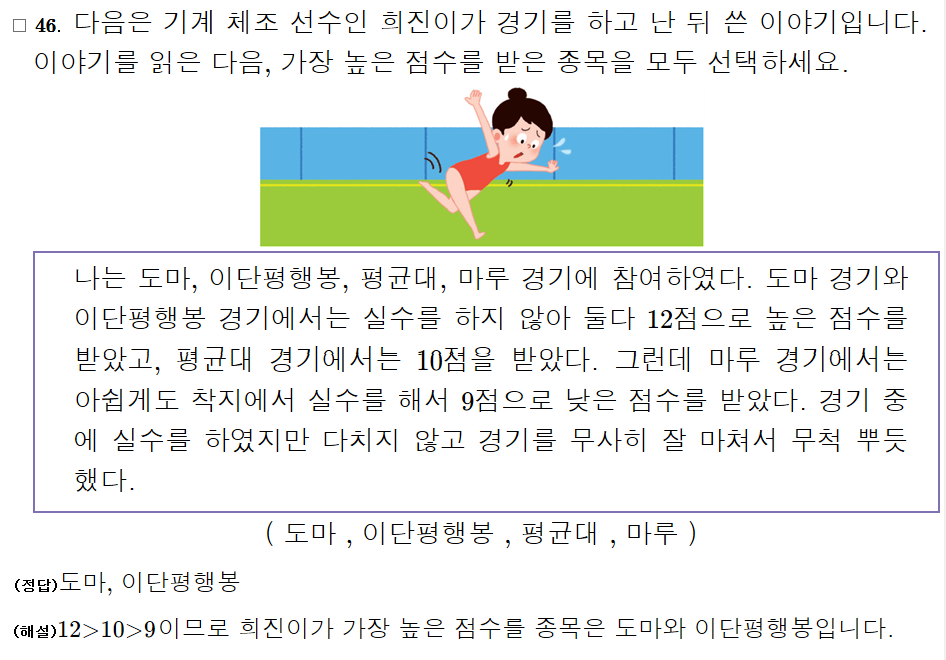 □ 46. 다음은 기계 체조 선수인 희진이가 경기를 하고 난 뒤 쓴 이야기입니다.
이야기를 읽은 다음, 가장 높은 점수를 받은 종목을 모두 선택하세요.
나는 도마, 이단평행봉, 평균대, 마루 경기에 참여하였다. 도마 경기와
이단평행봉 경기에서는 실수를 하지 않아 둘다 12점으로 높은 점수를
받았고, 평균대 경기에서는 10점을 받았다. 그런데 마루 경기에서는
아쉽게도 착지에서 실수를 해서 9점으로 낮은 점수를 받았다. 경기 중
에 실수를 하였지만 다치지 않고 경기를 무사히 잘 마쳐서 무척 뿌듯
했다.
( 도마 , 이단평행봉 , 평균대 , 마루 )
(정답)도마, 이단평행봉
(해설)12>10>9이므로 희진이가 가장 높은 점수를 종목은 도마와 이단평행봉입니다.